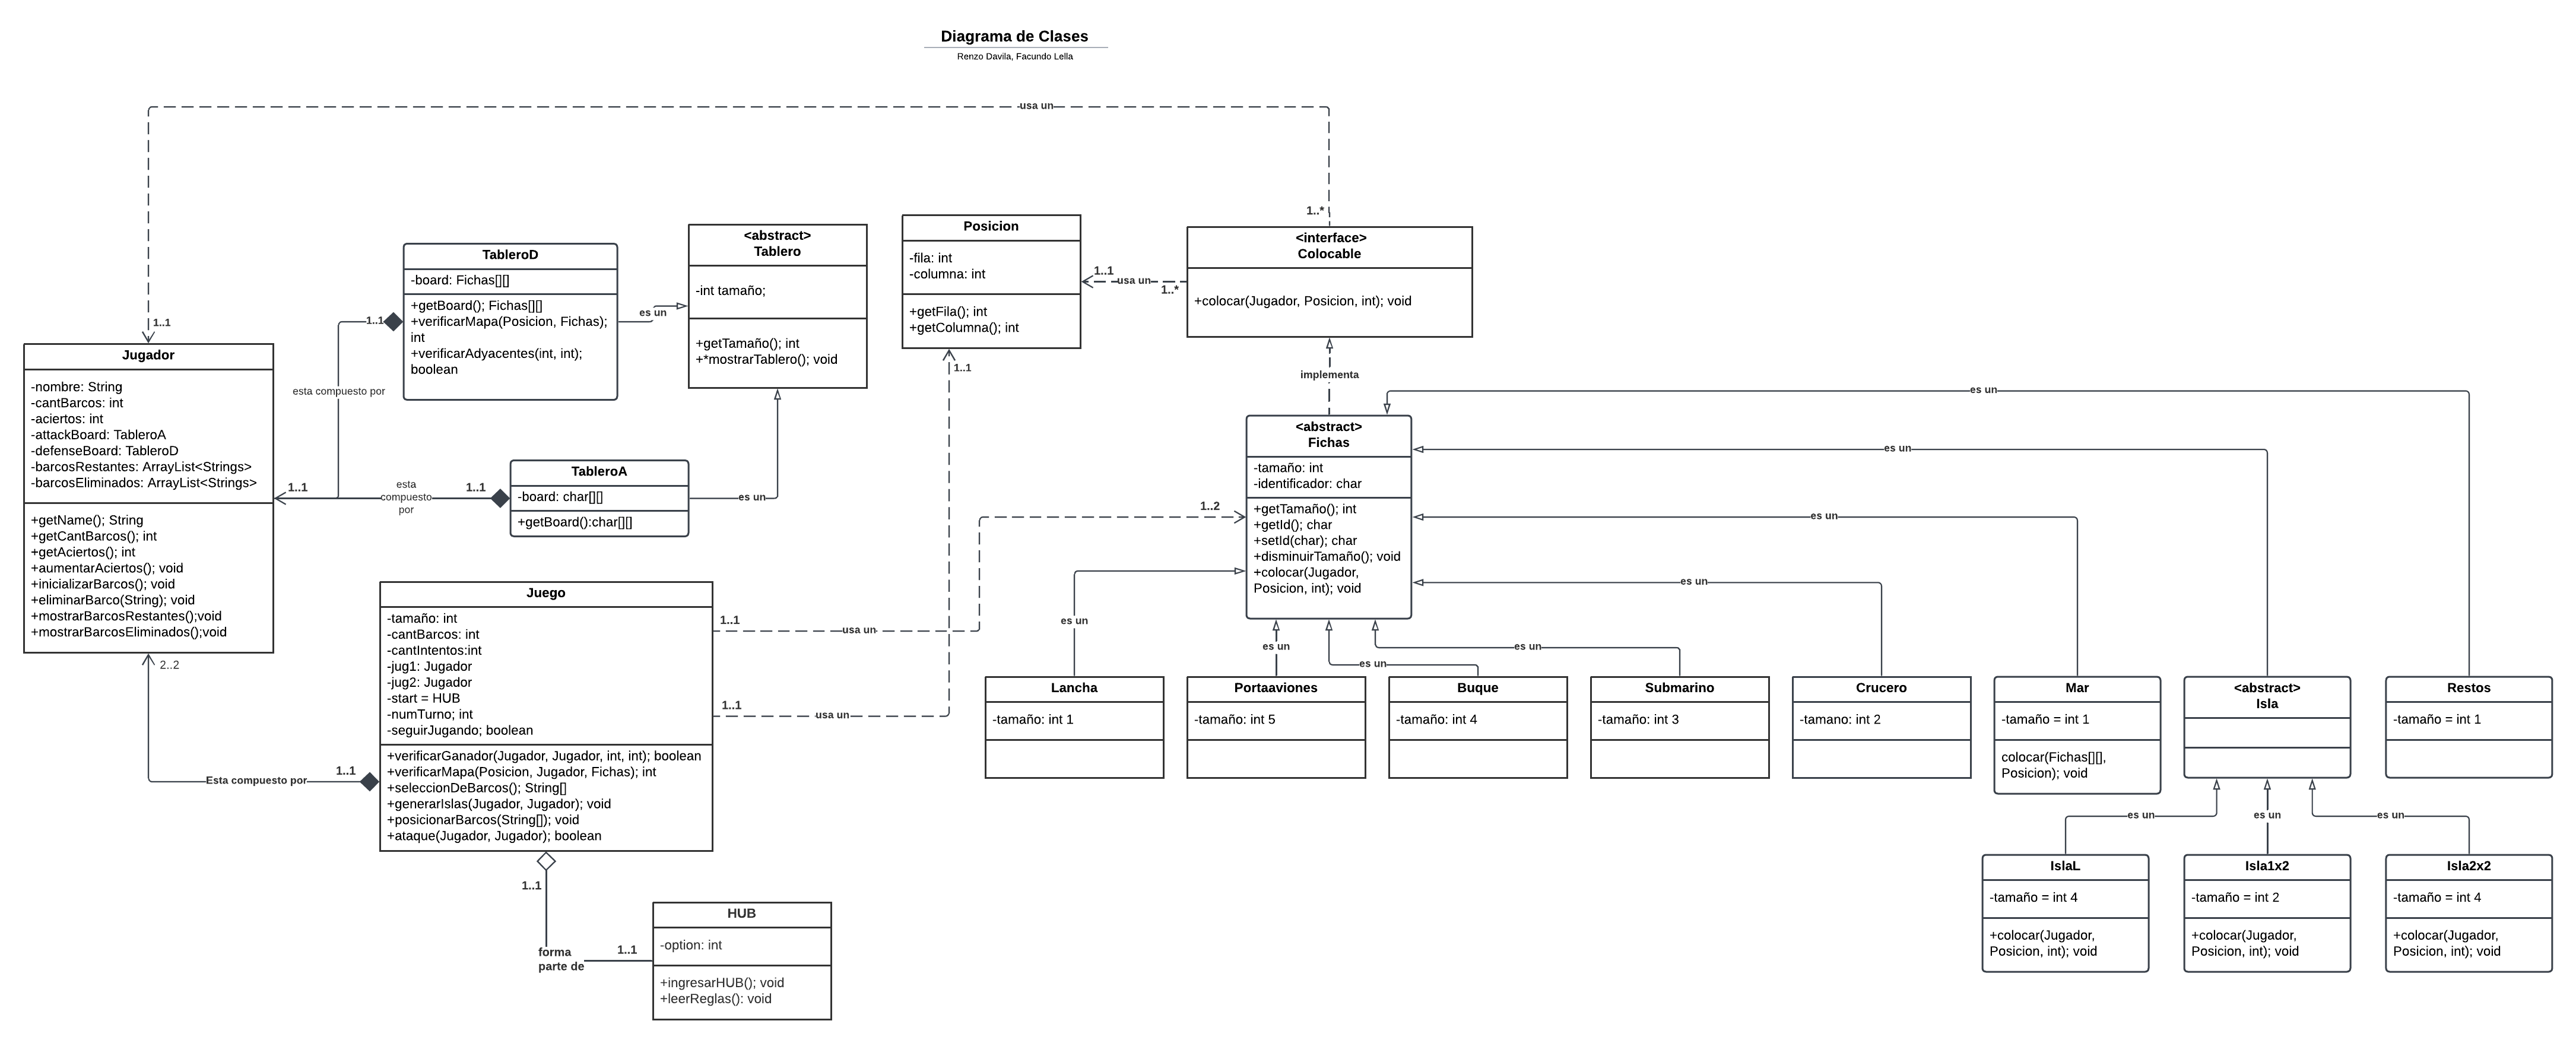 Diagrama de Clases
Renzo Davila, Facundo Lella
usa un
1..*
1..1
Jugador
-nombre: String
-cantBarcos: int
-aciertos: int
-attackBoard: TableroA
-defenseBoard: TableroD
-barcosRestantes: ArrayList<Strings>
-barcosEliminados: ArrayList<Strings>
+getName(); String
+getCantBarcos(); int
+getAciertos(); int
+aumentarAciertos(); void
+inicializarBarcos(); void
+eliminarBarco(String); void
+mostrarBarcosRestantes();void
+mostrarBarcosEliminados();void
TableroD
-board: Fichas[][]
+getBoard(); Fichas[][]
+verificarMapa(Posicion, Fichas);
int
+verificarAdyacentes(int, int);
boolean
1..1
esta compuesto por
es un
<abstract>
Tablero
-int tamaño;
+getTamaño(); int
+*mostrarTablero(); void
1..1
esta
compuesto
por
1..1
TableroA
-board: char[][]
+getBoard():char[][]
es un
Posicion
-fila: int
-columna: int
+getFila(); int
+getColumna(); int
1..1
1..1
usa un
1..*
<interface>
Colocable
+colocar(Jugador, Posicion, int); void
implementa
<abstract>
Fichas
-tamaño: int
-identificador: char
+getTamaño(); int
+getId(); char
+setId(char); char
+disminuirTamaño(); void
+colocar(Jugador,
Posicion, int); void
es un
es un
es un
es un
1..2
1..1
usa un
1..1
usa un
Juego
-tamaño: int
-cantBarcos: int
-cantIntentos:int
-jug1: Jugador
-jug2: Jugador
-start = HUB
-numTurno; int
-seguirJugando; boolean
+verificarGanador(Jugador, Jugador, int, int); boolean
+verificarMapa(Posicion, Jugador, Fichas); int
+seleccionDeBarcos(); String[]
+generarIslas(Jugador, Jugador); void
+posicionarBarcos(String[]); void
+ataque(Jugador, Jugador); boolean
2..2
Esta compuesto por
1..1
1..1
forma
parte de
1..1
HUB
-option: int
+ingresarHUB(); void
+leerReglas(): void
es un
es un
es un
es un
Lancha
-tamaño: int 1
Portaaviones
-tamaño: int 5
Buque
-tamaño: int 4
Submarino
-tamaño: int 3
Crucero
-tamano: int 2
Mar
-tamaño = int 1
colocar(Fichas[][],
Posicion); void
<abstract>
Isla
Restos
-tamaño = int 1
es un
es un
es un
IslaL
-tamaño = int 4
+colocar(Jugador,
Posicion, int); void
Isla1x2
-tamaño = int 2
+colocar(Jugador,
Posicion, int); void
Isla2x2
-tamaño = int 4
+colocar(Jugador,
Posicion, int); void